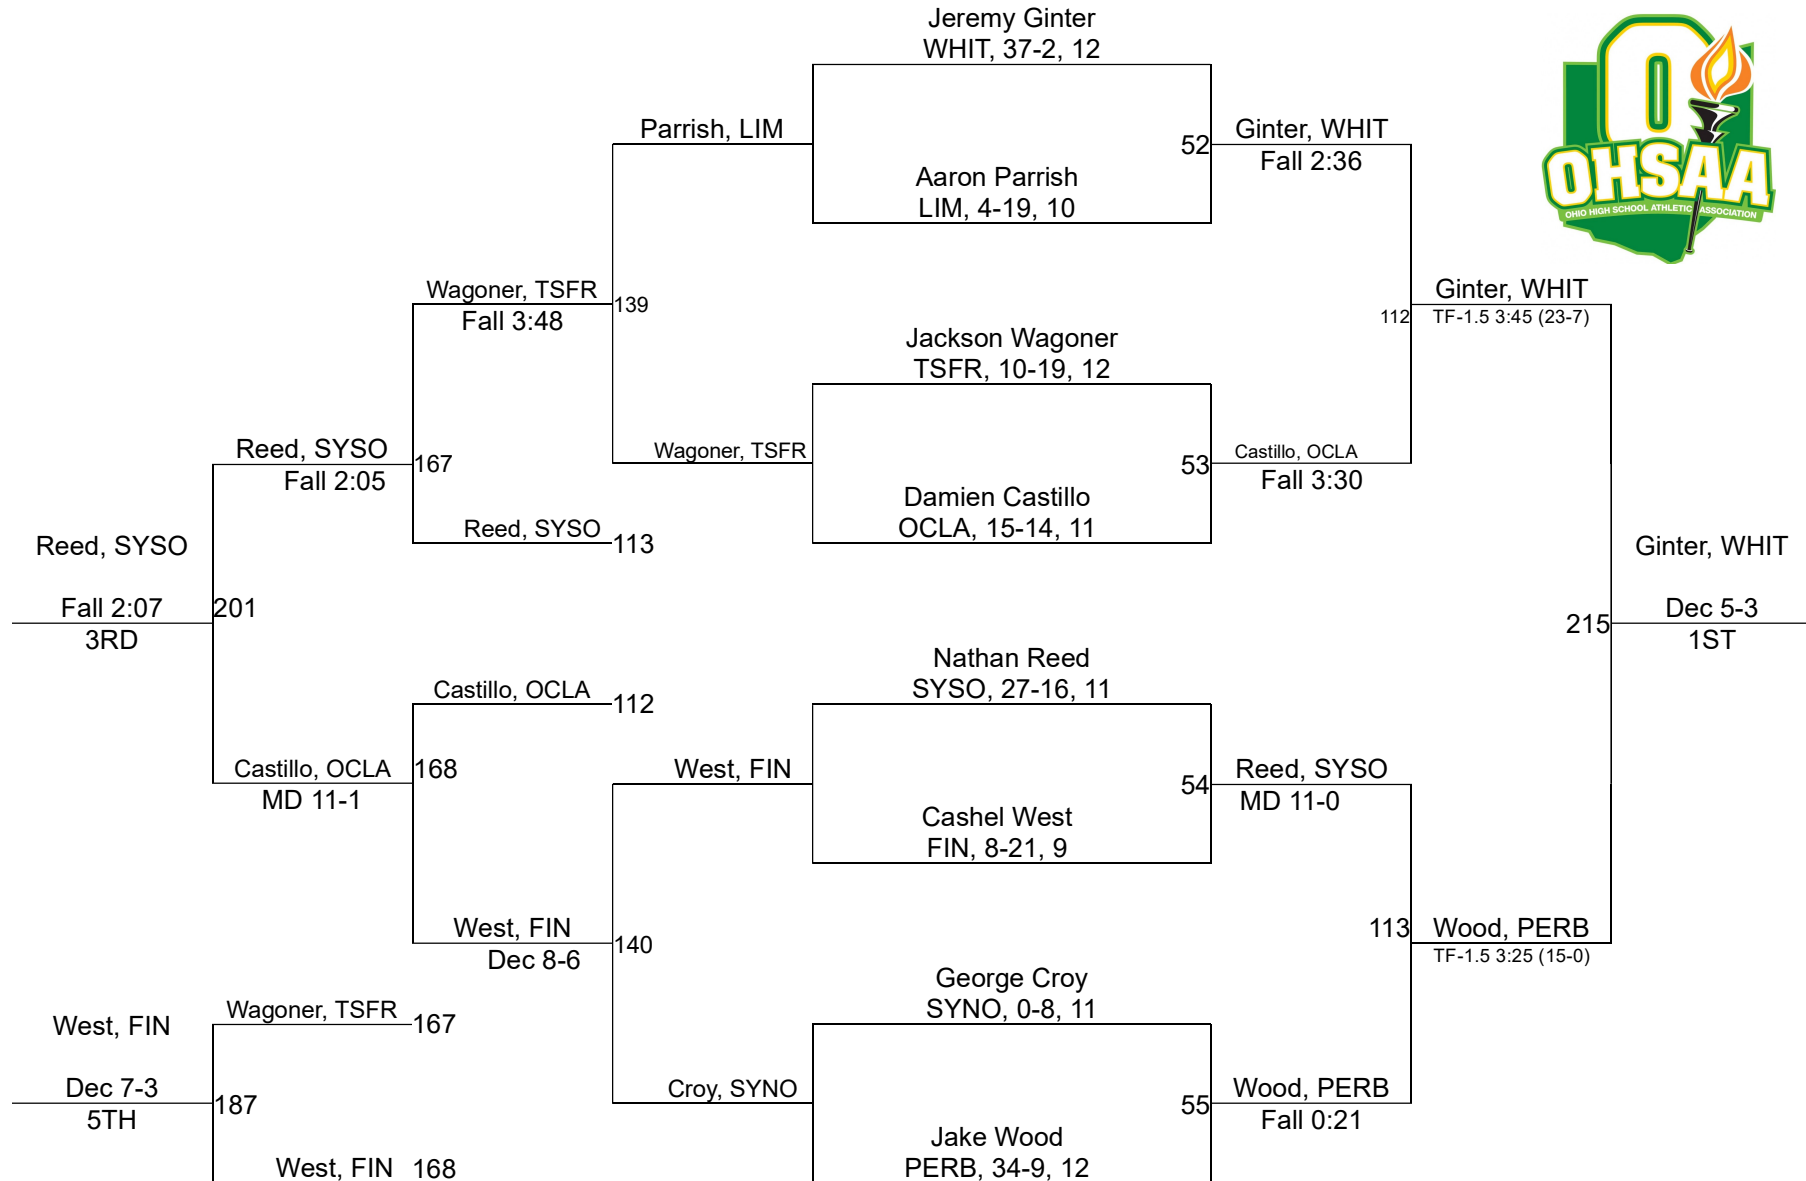 Jeremy Ginter
WHIT, 37-2, 12
O
OHSAA
OHIO HIGH SCHOOL ATHLETIC ASSOCIATION
Parrish, LIM
52
Ginter, WHIT
Fall 2:36
Aaron Parrish
LIM, 4-19, 10
Wagoner, TSFR
Fall 3:48
139
112
Ginter, WHIT
TF-1.5 3:45 (23-7)
Jackson Wagoner
TSFR, 10-19, 12
Reed, SYSO
Fall 2:05
167
Wagoner, TSFR
53
Castillo, OCLA
Fall 3:30
Damien Castillo
OCLA, 15-14, 11
Reed, SYSO
113
Reed, SYSO
Fall 2:07
3RD
201
Ginter, WHIT
215
Dec 5-3
1ST
Nathan Reed
SYSO, 27-16, 11
Castillo, OCLA
112
Castillo, OCLA
MD 11-1
168
West, FIN
54
Reed, SYSO
MD 11-0
Cashel West
FIN, 8-21, 9
West, FIN
Dec 8-6
140
113
Wood, PERB
TF-1.5 3:25 (15-0)
George Croy
SYNO, 0-8, 11
West, FIN
Wagoner, TSFR
167
Dec 7-3
5TH
187
Croy, SYNO
55
Wood, PERB
Fall 0:21
Jake Wood
PERB, 34-9, 12
West, FIN
168